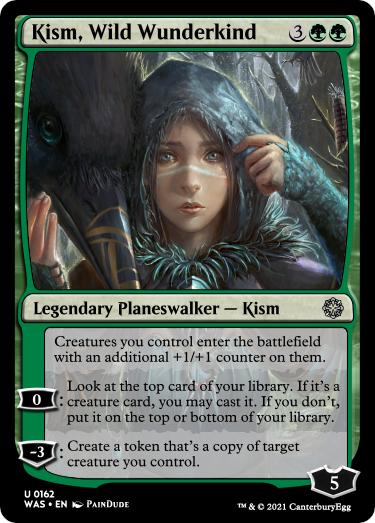 Kism, Wild Wunderkind 3
Legendary Planeswalker — Kism
Creatures you control enter the battlefield
with an additional +1/+1 counter on them.
0: Look at the top card of your library. If it's a
creature card, you may cast it. If you don't,
put it on the top or bottom of your library.
-3: Create a token that's a copy of target
creature you control.
5
U 0162
WAS • EN PainDude
™ & © 2021 CanterburyEgg